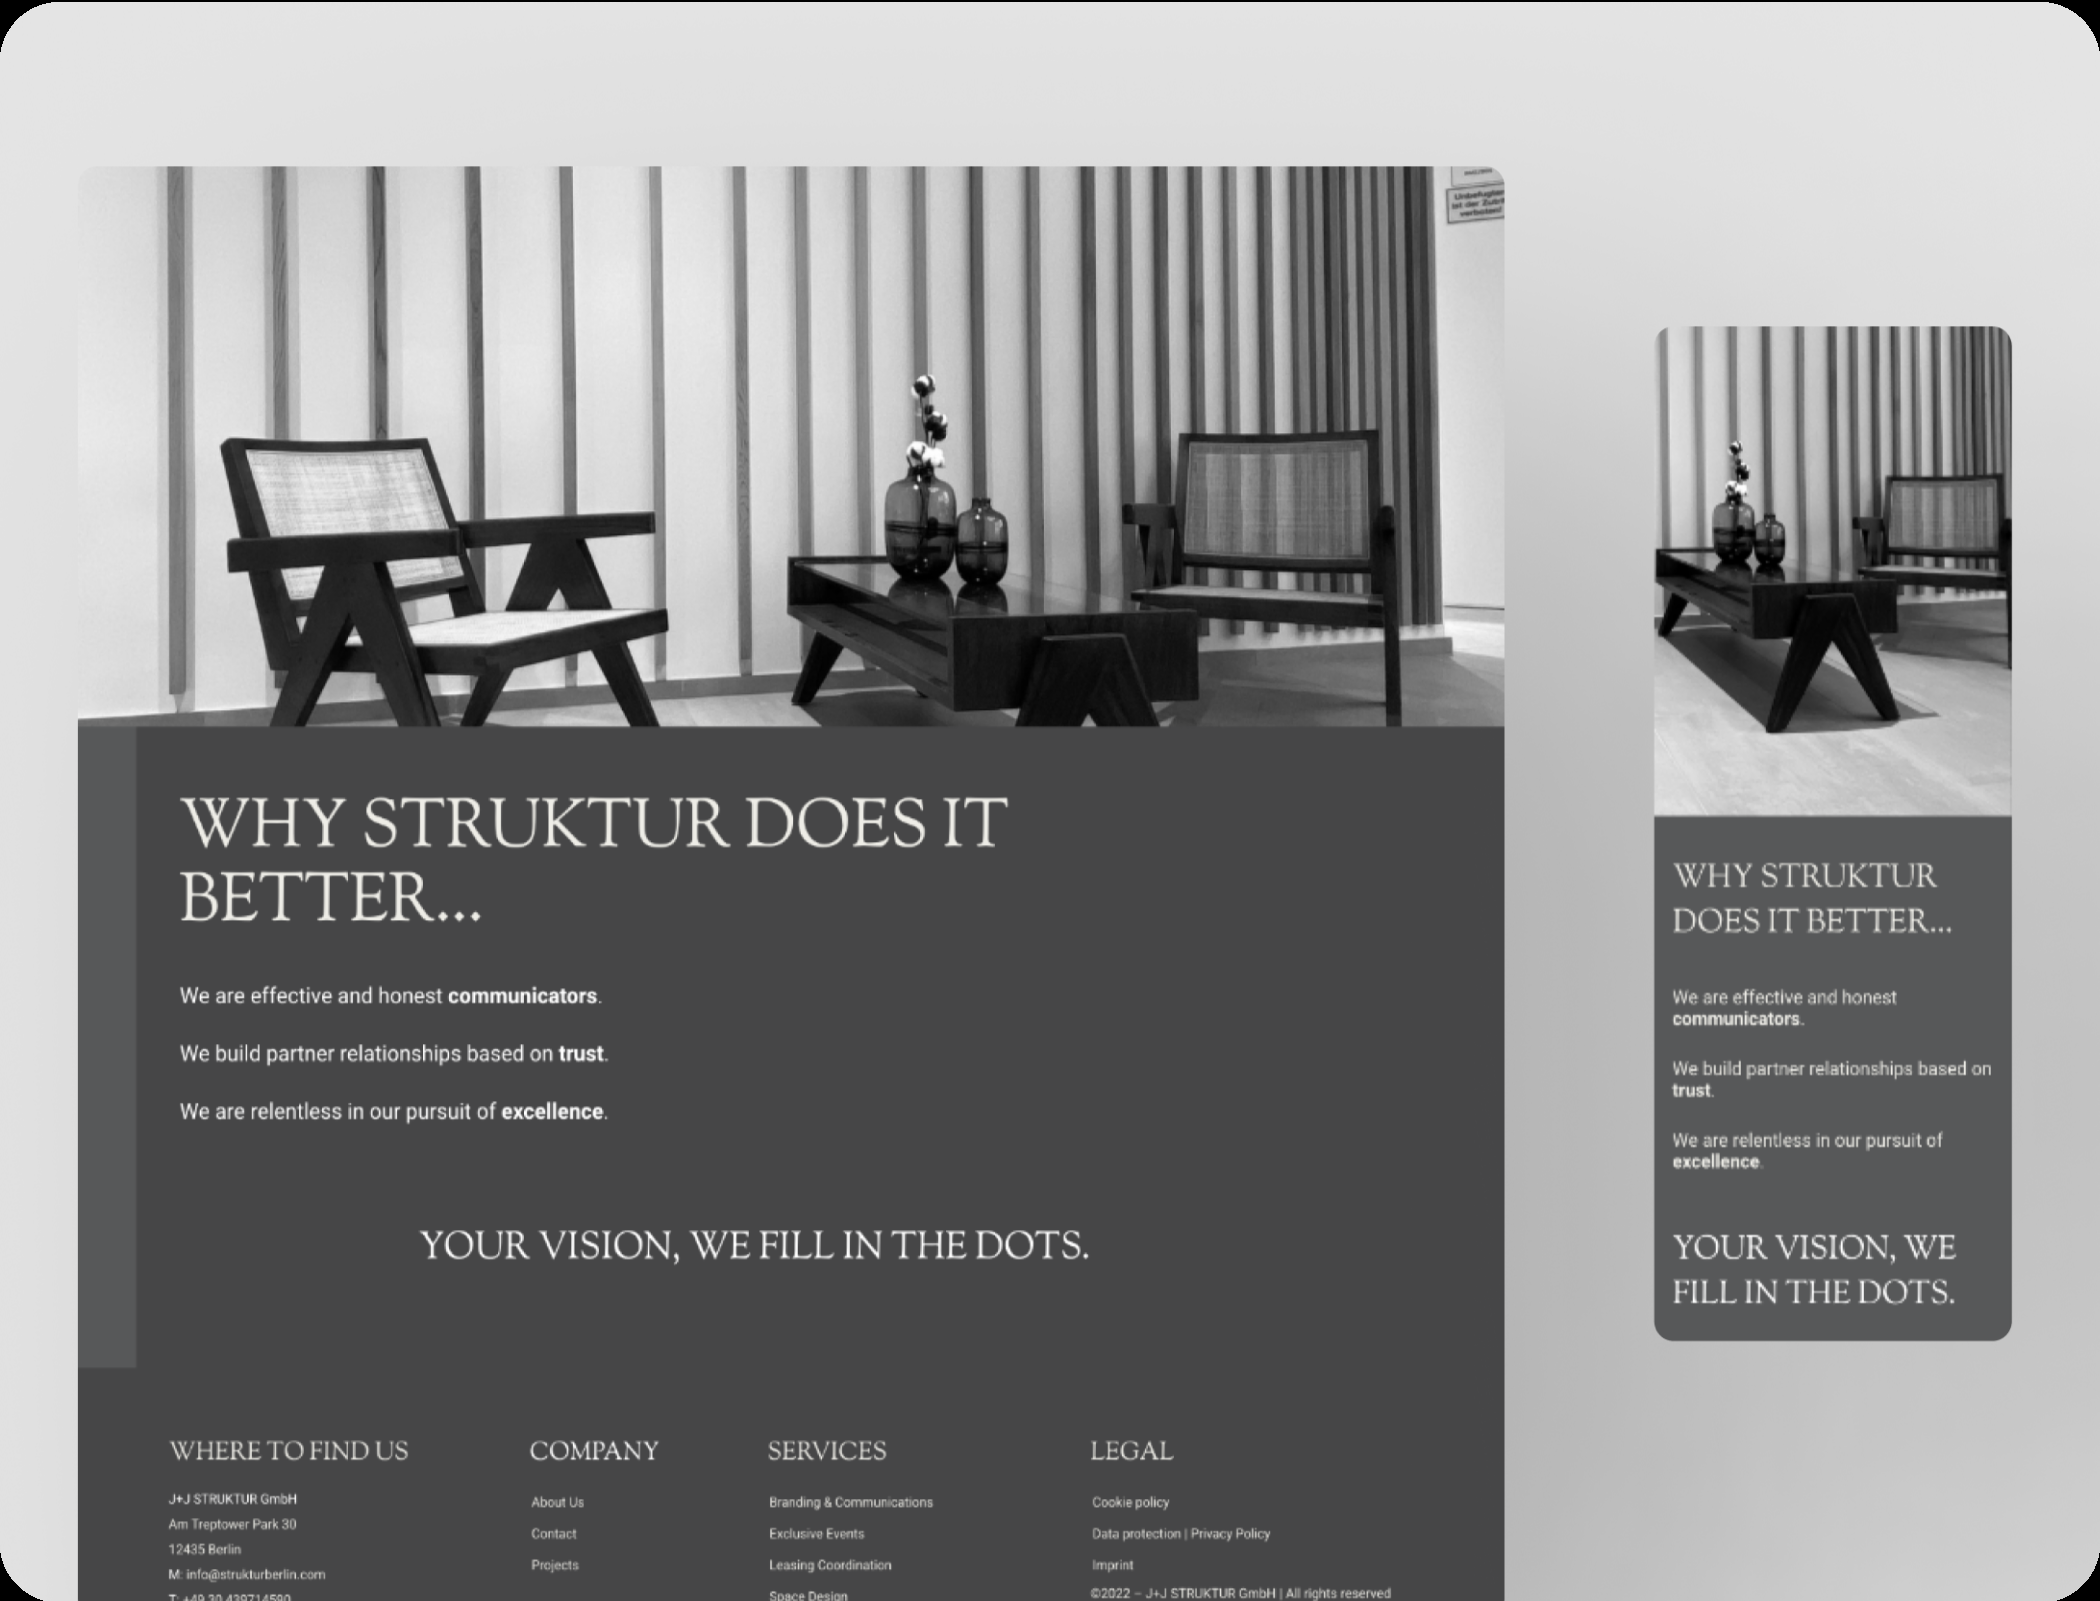 Unbefugten
ist der Zutritt
verboten!
WHY STRUKTUR DOES IT
BETTER...
We are effective and honest communicators.
We build partner relationships based on trust.
We are relentless in our pursuit of excellence.
YOUR VISION, WE FILL IN THE DOTS.
WHERE TO FIND US
J+J STRUKTUR GmbH
Am Treptower Park 30
12435 Berlin
M: info@strukturberlin.com
T: +49 30 439714590
COMPANY
About Us
Contact
Projects
SERVICES
Branding & Communications
Exclusive Events
Leasing Coordination
Space Design
LEGAL
Cookie policy
Data protection | Privacy Policy
Imprint
©2022 – J+J STRUKTUR GmbH | All rights reserved
WHY STRUKTUR
DOES IT BETTER...
We are effective and honest
communicators.
We build partner relationships based on
trust.
We are relentless in our pursuit of
excellence.
YOUR VISION, WE
FILL IN THE DOTS.